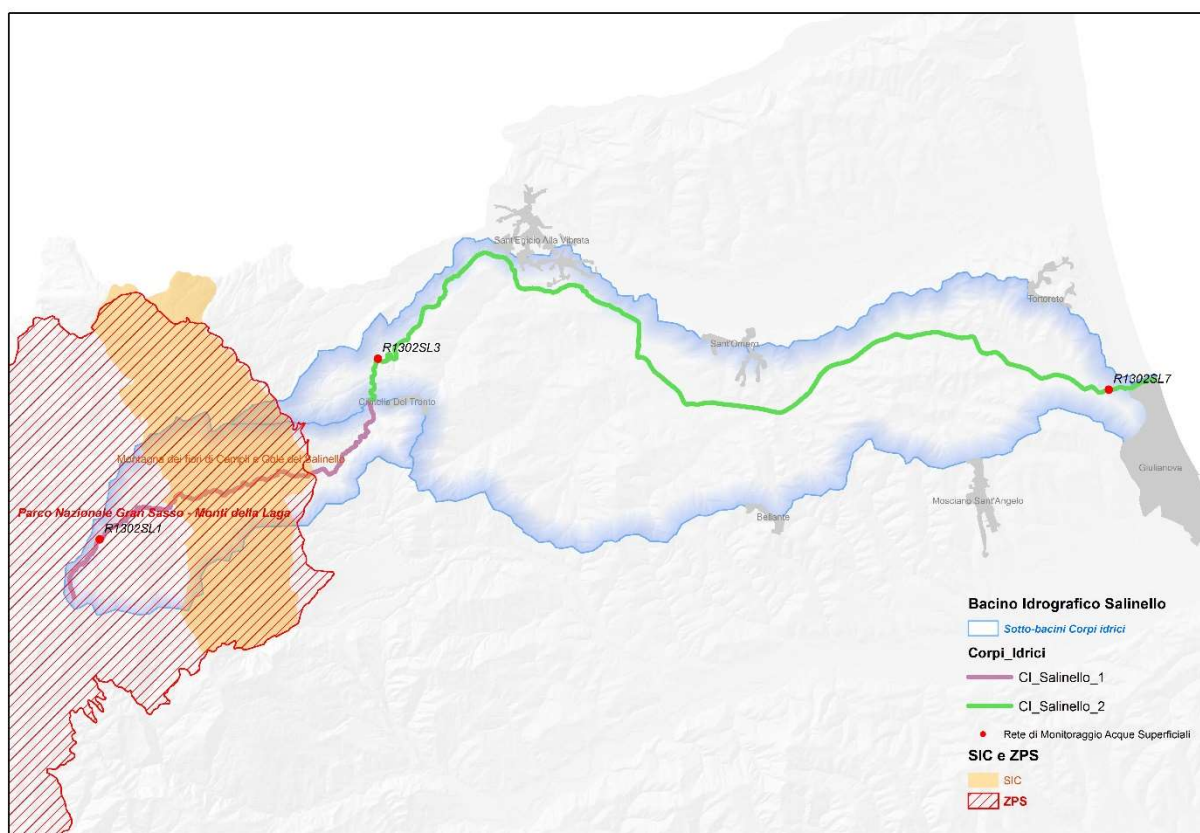 Sant'Egidio Alla Vibrata
Tortoreto
Sant'Omero
R1302SL3
R1302SL7
Civitella Del Tronto
Montagna dei fiori di Campli e Gole del Salinello
Giulianova
Parco Nazionale Gran Sasso - Monti della Laga
Mosciano Sant'Angelo
Bellante
R1302SL1
Bacino Idrografico Salinello
Sotto-bacini Corpi idrici
Corpi_Idrici
CI_Salinello_1
CI_Salinello_2
Rete di Monitoraggio Acque Superficiali
SIC e ZPS
SIC
ZPS